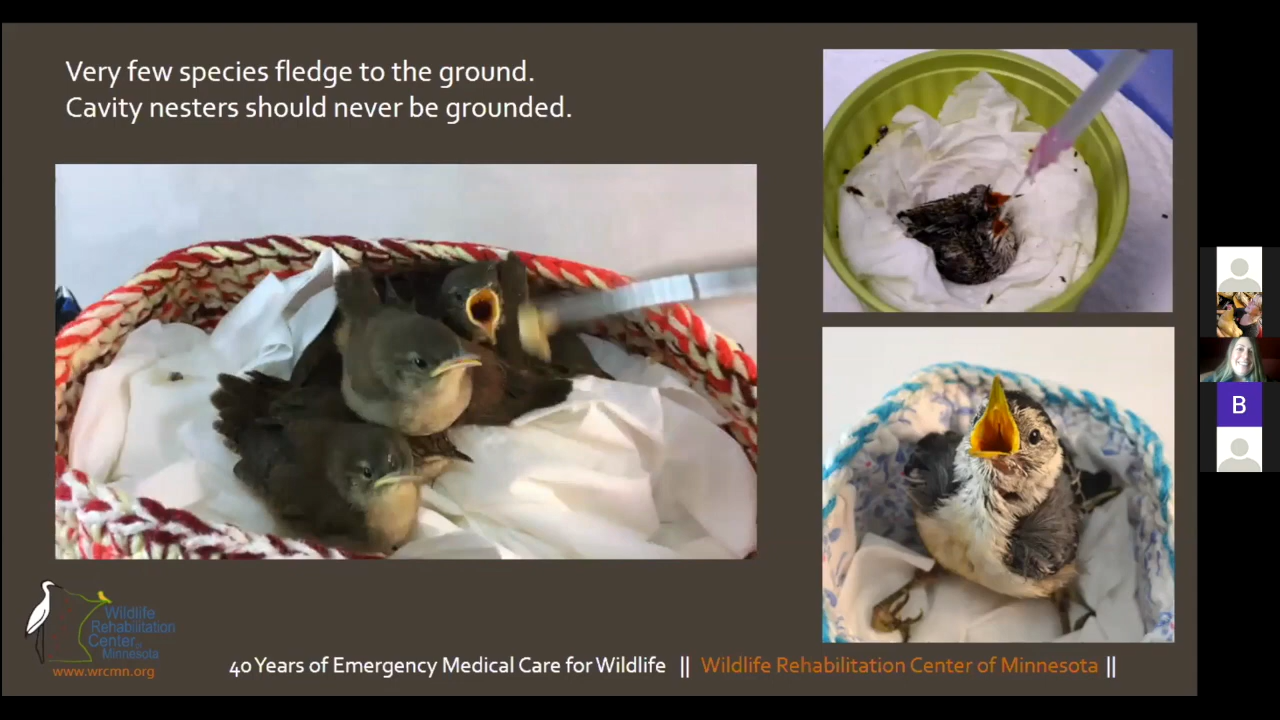 Very few species fledge to the ground.
Cavity nesters should never be grounded.
B
Wildlife
Rehabilitation
Center of
Minnesota
www.wrcmn.org
40 Years of Emergency Medical Care for Wildlife || Wildlife Rehabilitation Center of Minnesota ||